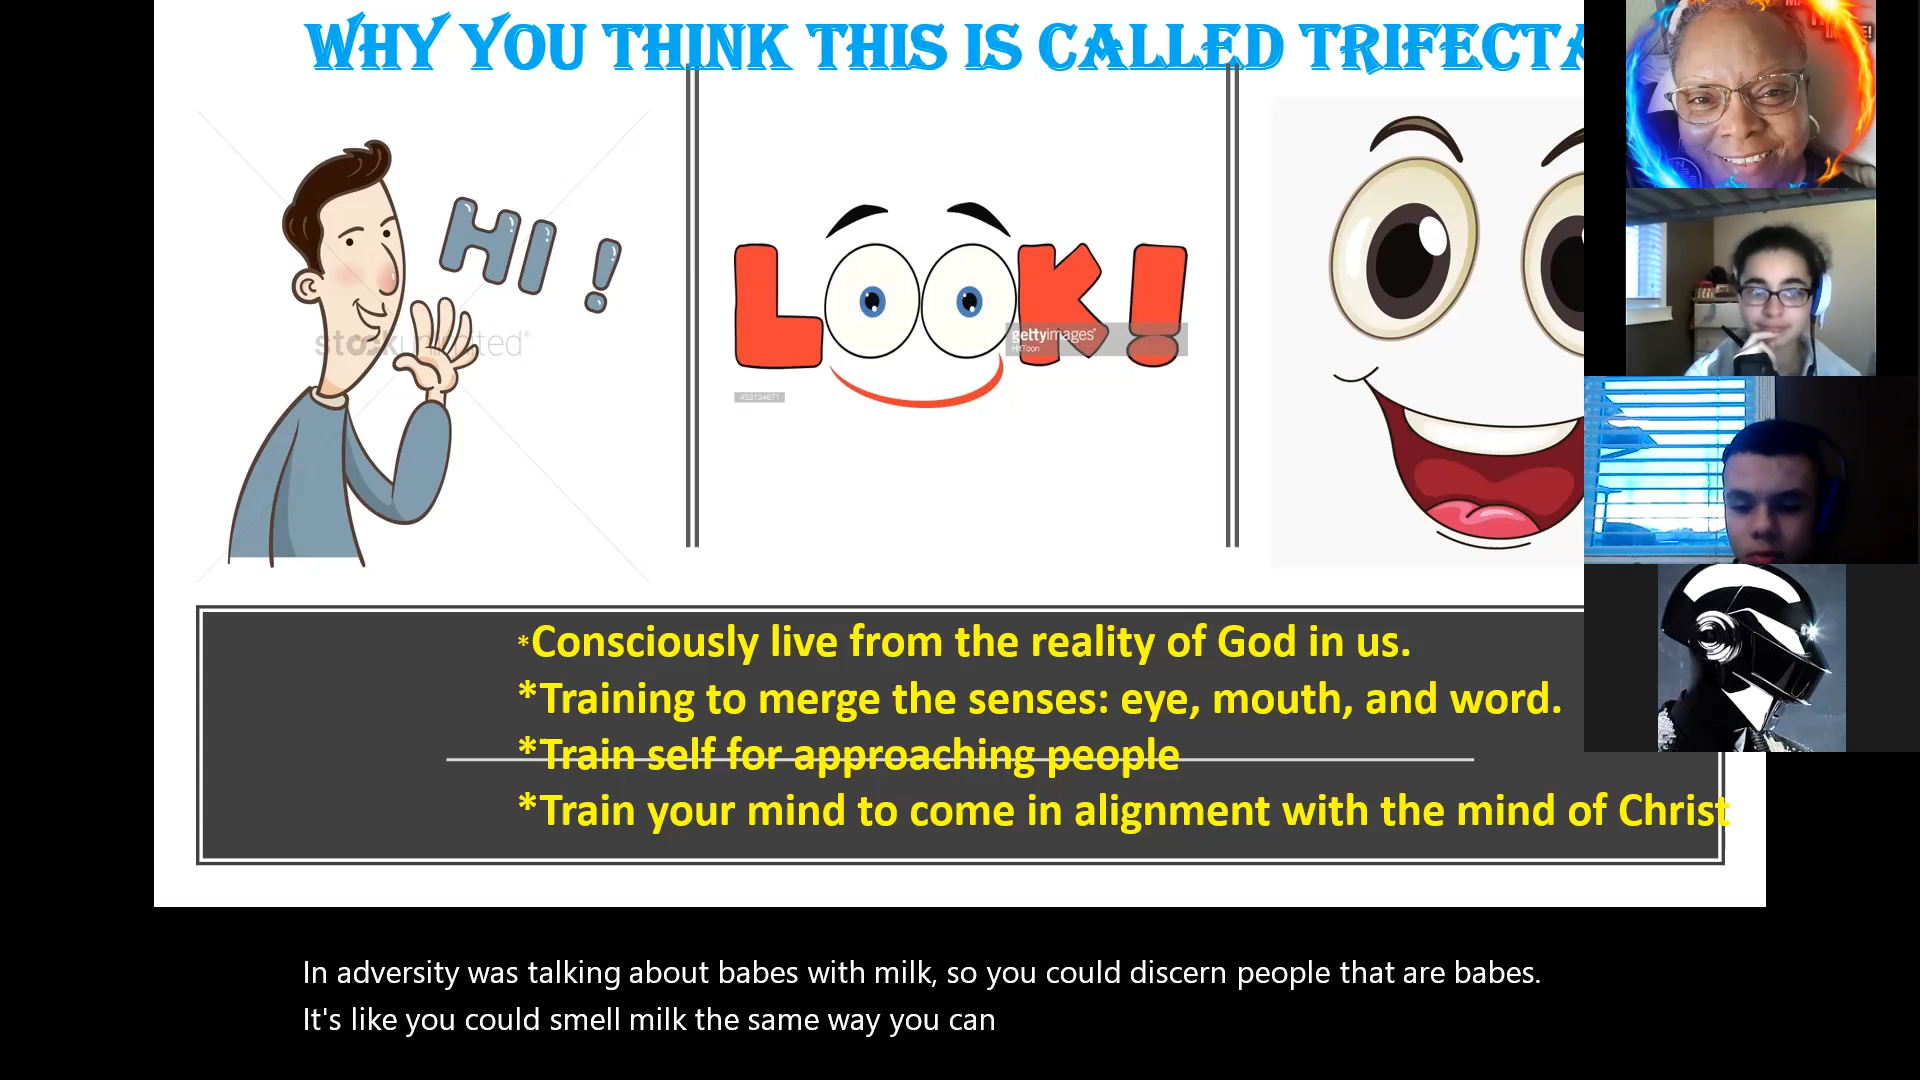 WHY YOU THINK THIS IS CALLED TRIFECTA
HI !
stockunlimited
LOOK!
gettyimages
HitToon
453134671
*Consciously live from the reality of God in us.
*Training to merge the senses: eye, mouth, and word.
*Train self for approaching people
*Train your mind to come in alignment with the mind of Christ
In adversity was talking about babes with milk, so you could discern people that are babes.
It's like you could smell milk the same way you can